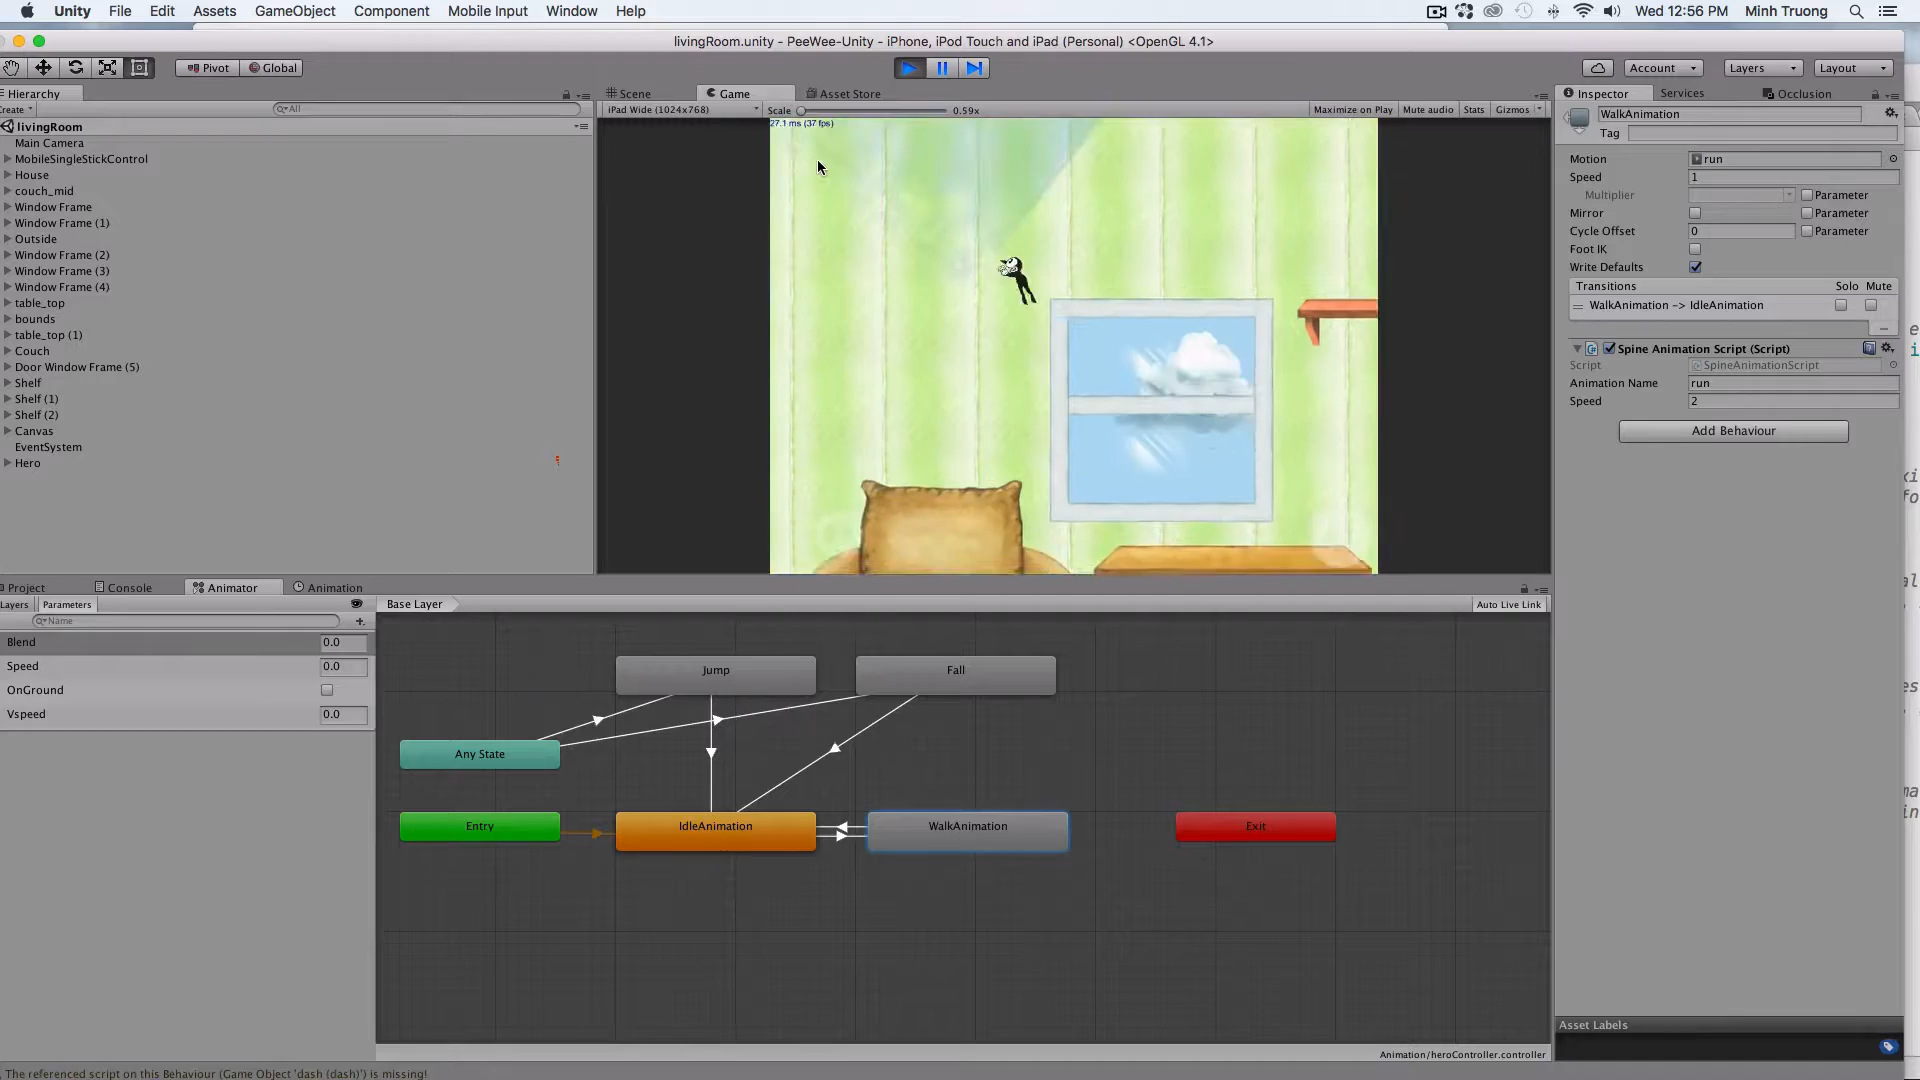 Unity File Edit Assets GameObject Component Mobile Input Window Help Wed 12:56 PM Minh Truong
livingRoom.unity - PeeWee-Unity - iPhone, iPod Touch and iPad (Personal) <OpenGL 4.1>
Pivot Global Account Layers Layout
Hierarchy Scene Game Asset Store Inspector Services Occlusion
Create All iPad Wide (1024x768) Scale 0.59x Maximize on Play Mute audio Stats Gizmos
27.1 ms (37 fps)
livingRoom
Main Camera
MobileSingleStickControl
House
couch_mid
Window Frame
Window Frame (1)
Outside
Window Frame (2)
Window Frame (3)
Window Frame (4)
table_top
bounds
table_top (1)
Couch
Door Window Frame (5)
Shelf
Shelf (1)
Shelf (2)
Canvas
EventSystem
Hero
WalkAnimation
Tag
Motion run
Speed 1
Multiplier Parameter
Mirror Parameter
Cycle Offset 0 Parameter
Foot IK
Write Defaults
Transitions Solo Mute
WalkAnimation -> IdleAnimation
Spine Animation Script (Script)
Script SpineAnimationScript
Animation Name run
Speed 2
Add Behaviour
Project Console Animator Animation
Layers Parameters Base Layer Auto Live Link
Name
Blend 0.0
Speed 0.0
OnGround
Vspeed 0.0
Jump Fall
Any State
Entry IdleAnimation WalkAnimation Exit
Asset Labels
Animation/heroController.controller
The referenced script on this Behaviour (Game Object 'dash (dash)') is missing!